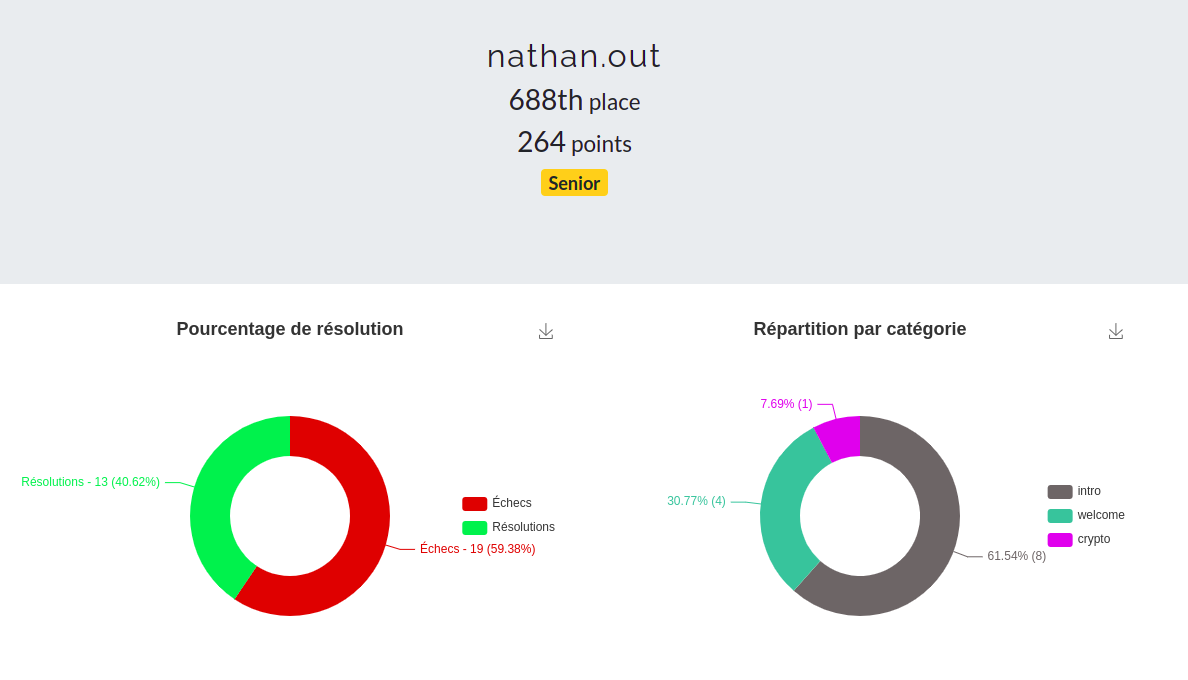 nathan.out
688th place
264 points
Senior
Pourcentage de résolution
Résolutions - 13 (40.62%)
Échecs - 19 (59.38%)
Échecs
Résolutions
Répartition par catégorie
7.69% (1)
30.77% (4)
61.54% (8)
intro
welcome
crypto